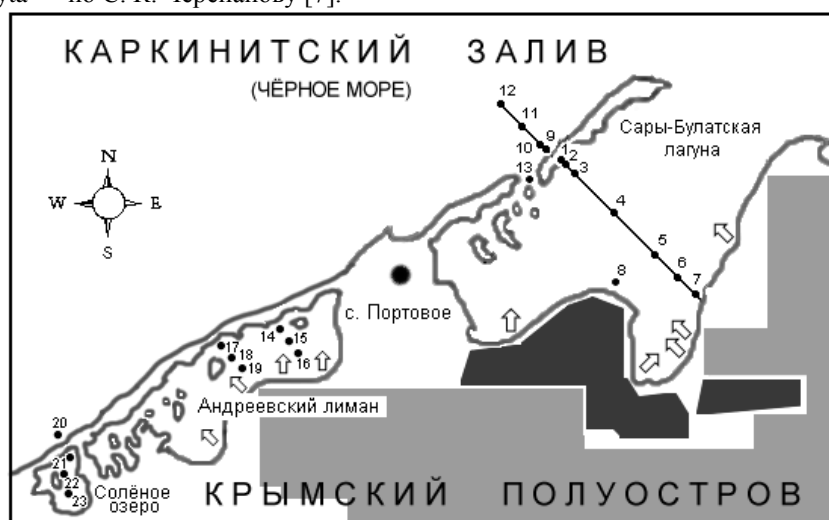 по С. К. Черепанову [7].
КАРКИНИТСКИЙ ЗАЛИВ
(ЧЁРНОЕ МОРЕ)
12
11
10
9
1 2
3
13
Сары-Булатская
лагуна
N
W E
S
4
5
6
7
8
с. Портовое
14
15
16
17
18
19
Андреевский лиман
20
21
22
23
Солёное
озеро
КРЫМСКИЙ ПОЛУОСТРОВ